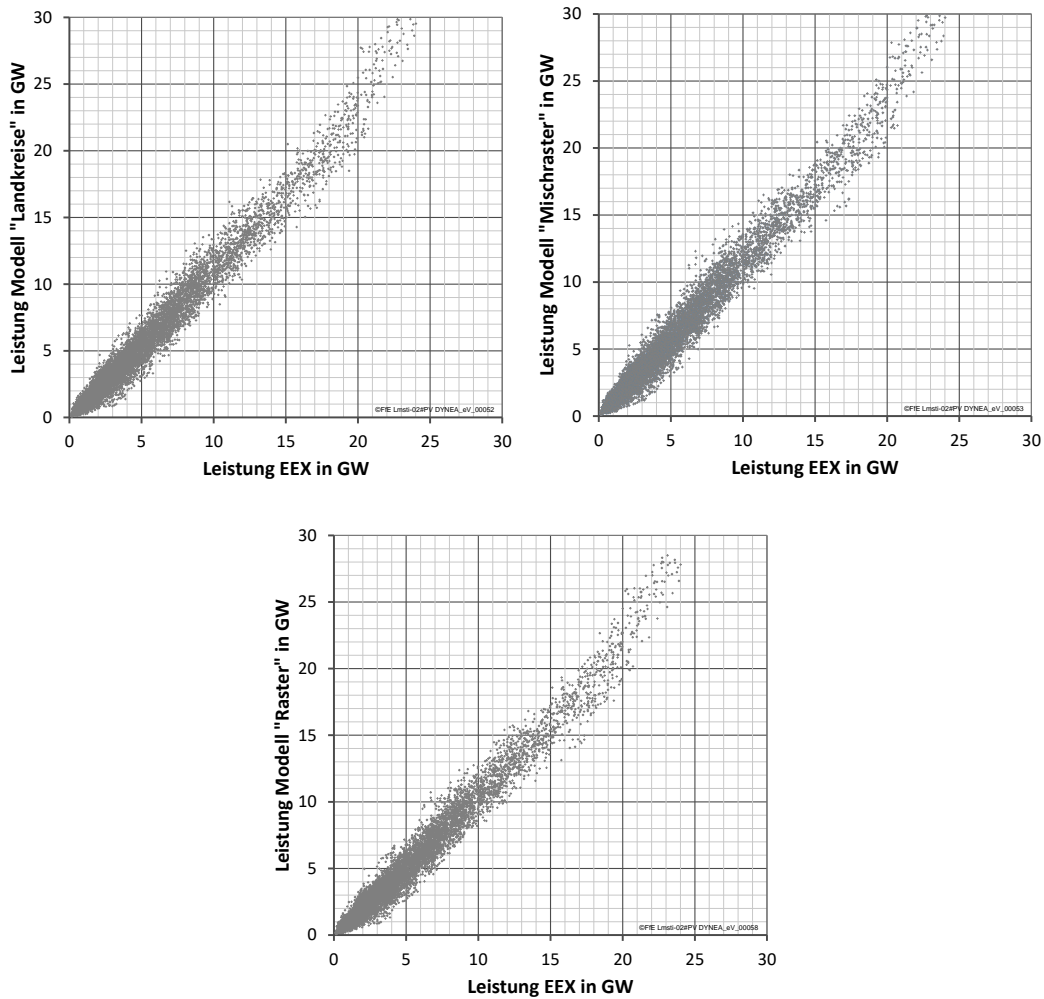 Leistung Modell "Landkreise" in GW
30
25
20
15
10
5
0
0 5 10 15 20 25 30
©FfE Lmsti-02#PV DYNEA_eV_00052
Leistung EEX in GW
Leistung Modell "Mischraster" in GW
30
25
20
15
10
5
0
0 5 10 15 20 25 30
©FfE Lmsti-02#PV DYNEA_eV_00053
Leistung EEX in GW
Leistung Modell "Raster" in GW
30
25
20
15
10
5
0
0 5 10 15 20 25 30
©FfE Lmsti-02#PV DYNEA_eV_00058
Leistung EEX in GW